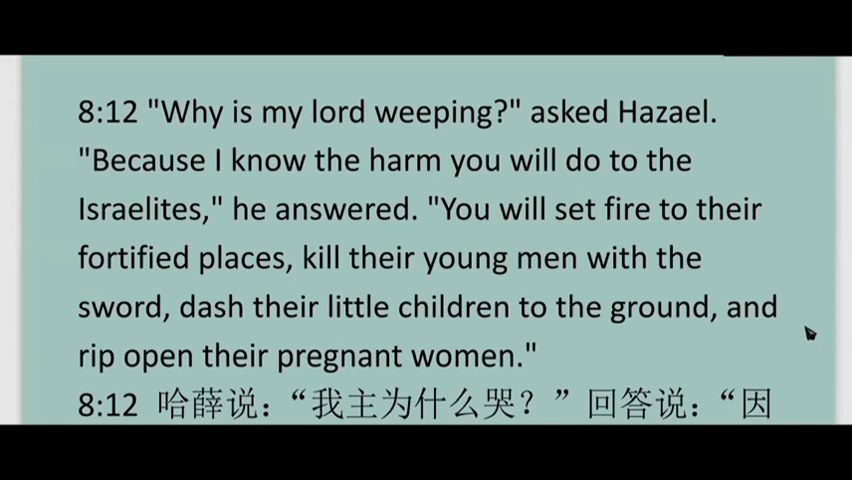 8:12 "Why is my lord weeping?" asked Hazael.
"Because I know the harm you will do to the
Israelites," he answered. "You will set fire to their
fortified places, kill their young men with the
sword, dash their little children to the ground, and
rip open their pregnant women."
8:12 哈薛说：“我主为什么哭？”回答说：“因